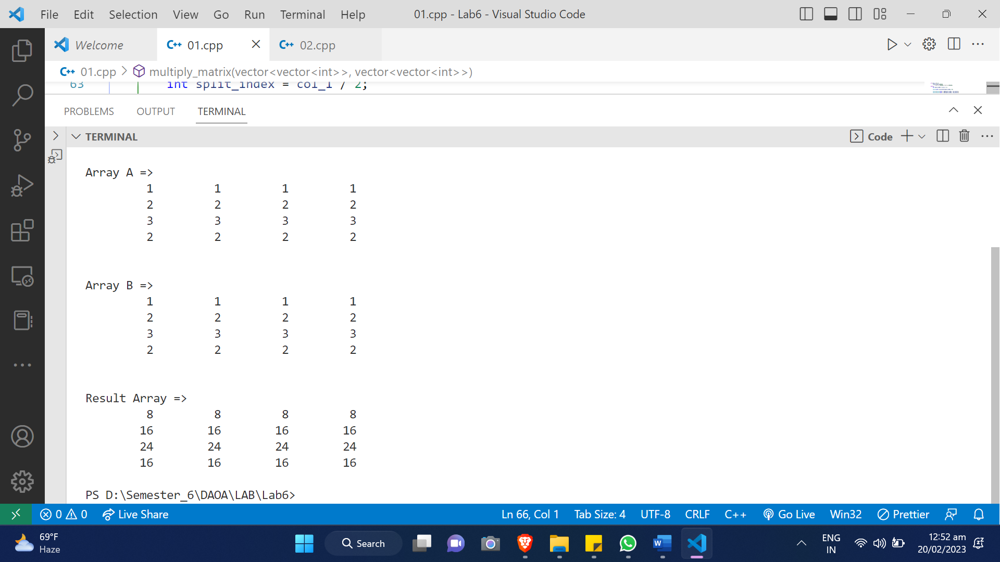 File Edit Selection View Go Run Terminal Help 01.cpp - Lab6 - Visual Studio Code
Welcome C++ 01.cpp C++ 02.cpp
C++ 01.cpp > multiply_matrix(vector<vector<int>>, vector<vector<int>>)
63 int split_index = col_1 / 2;
PROBLEMS OUTPUT TERMINAL
TERMINAL Code
Array A =>
1 1 1 1
2 2 2 2
3 3 3 3
2 2 2 2
Array B =>
1 1 1 1
2 2 2 2
3 3 3 3
2 2 2 2
Result Array =>
8 8 8 8
16 16 16 16
24 24 24 24
16 16 16 16
PS D:\Semester_6\DAOA\LAB\Lab6>
0 0 Live Share Ln 66, Col 1 Tab Size: 4 UTF-8 CRLF C++ Go Live Win32 Prettier
69°F
Haze
Search
ENG
IN
12:52 am
20/02/2023